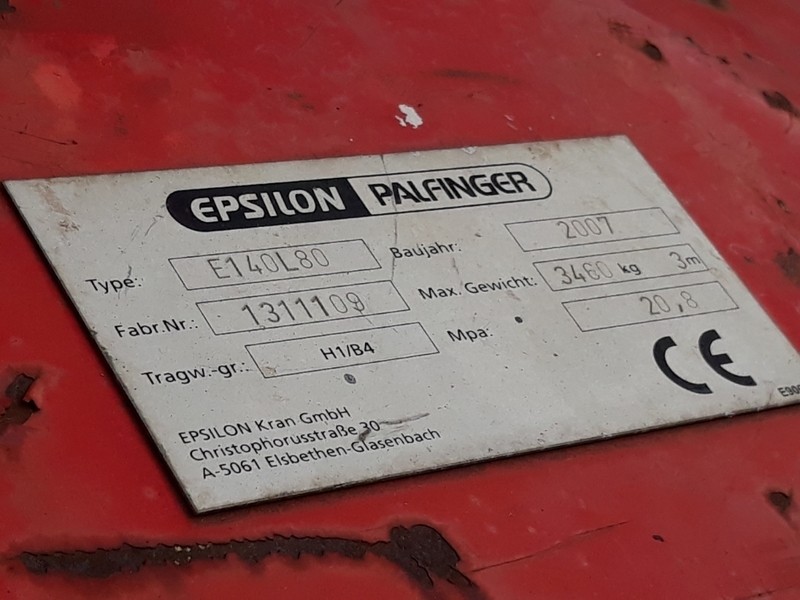 EPSILON PALFINGER
Type: E140L80 Baujahr: 2007
Fabr.Nr.: 1311109 Max. Gewicht: 3460 kg 3m
Tragw.-gr.: H1/B4 Mpa: 20,8
CE
EPSILON Kran GmbH
Christophorusstraße 30
A-5061 Elsbethen-Glasenbach